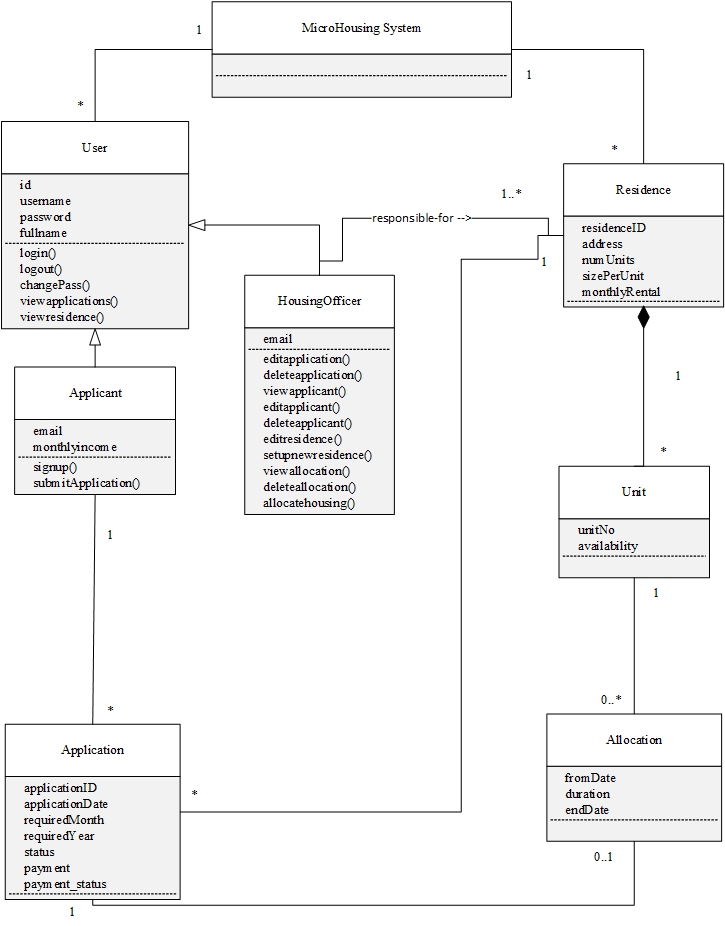 MicroHousing System
1
1
*
*
User
id
username
password
fullname
login()
logout()
changePass()
viewapplications()
viewresidence()
Residence
residenceID
address
numUnits
sizePerUnit
monthlyRental
1..*
responsible-for -->
1
HousingOfficer
email
editapplication()
deleteapplication()
viewapplicant()
editapplicant()
deleteapplicant()
editresidence()
setupnewresidence()
viewallocation()
deleteallocation()
allocatehousing()
Applicant
email
monthlyincome
signup()
submitApplication()
1
*
Unit
unitNo
availability
1
1
0..*
*
Application
applicationID
applicationDate
requiredMonth
requiredYear
status
payment
payment_status
*
Allocation
fromDate
duration
endDate
0..1
1